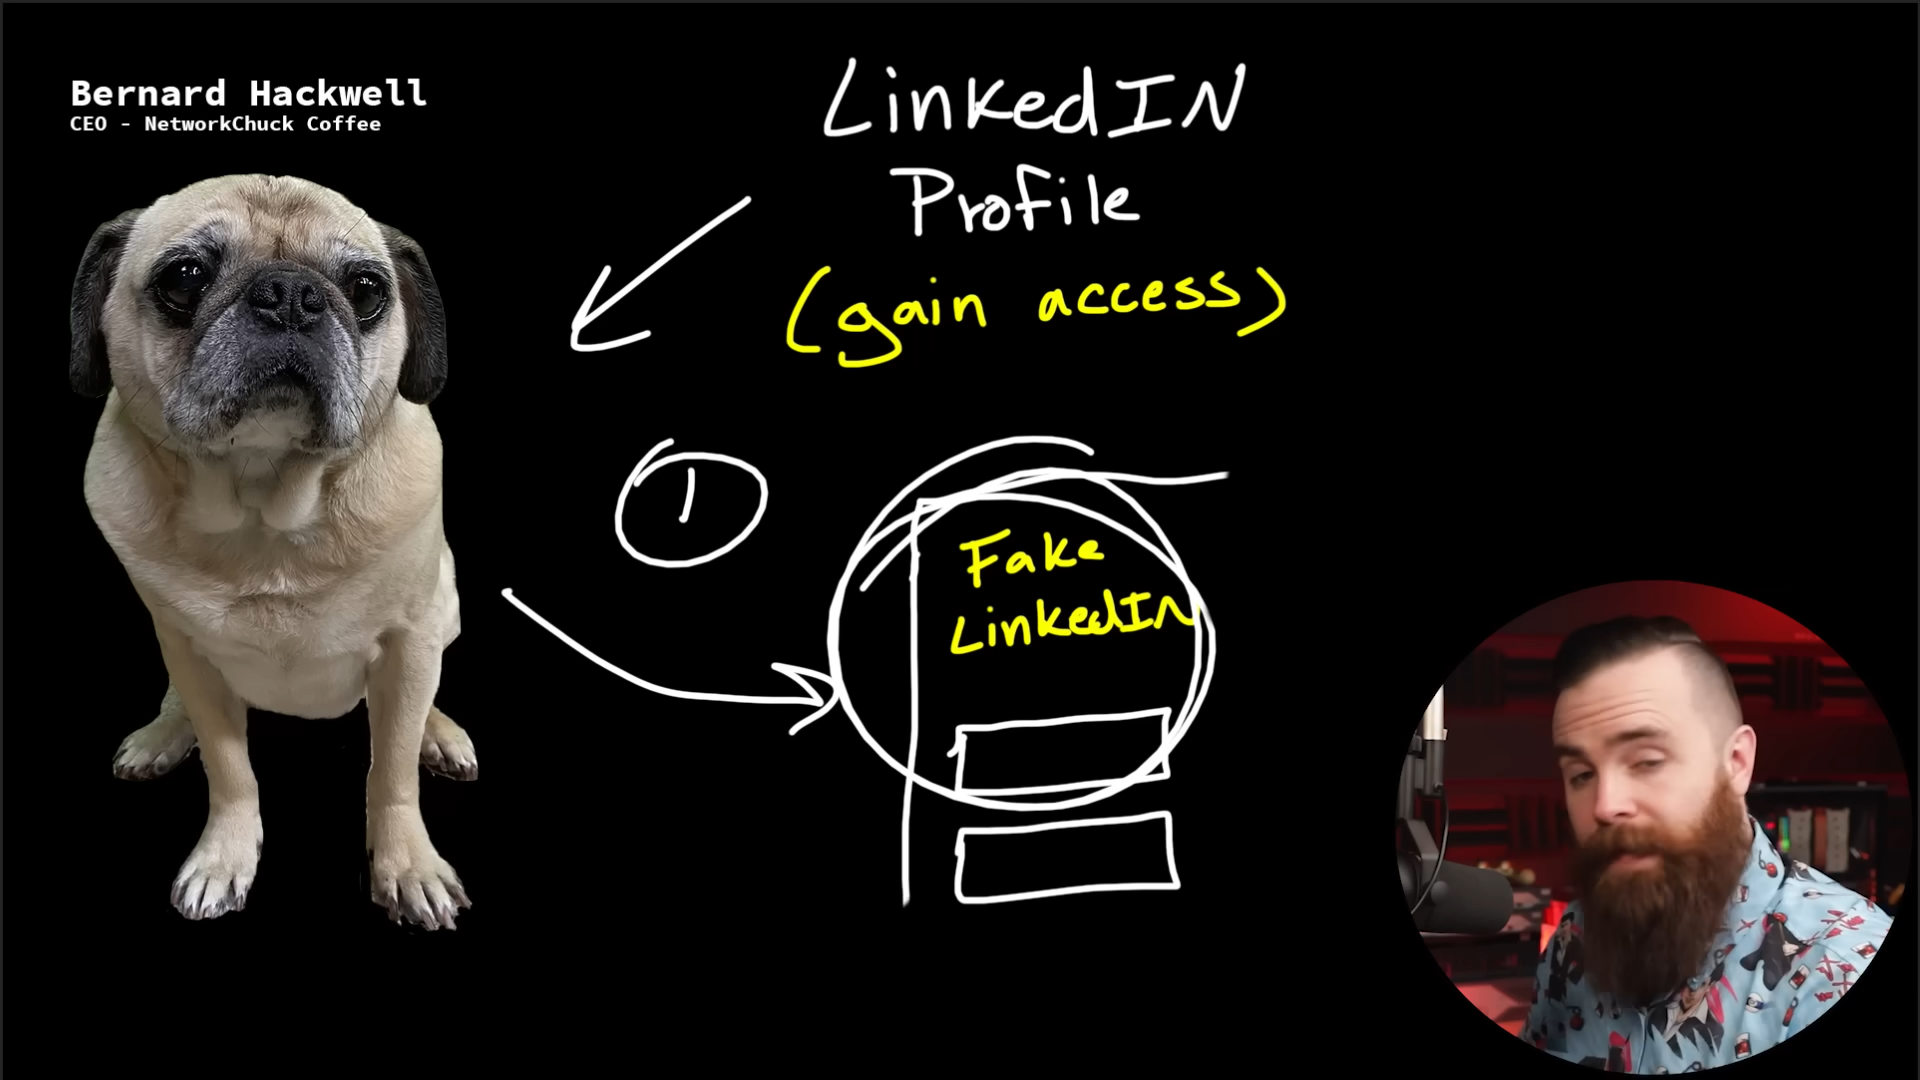 Bernard Hackwell
CEO - NetworkChuck Coffee
LinkedIN
Profile
(gain access)
1
Fake
LinkedIN